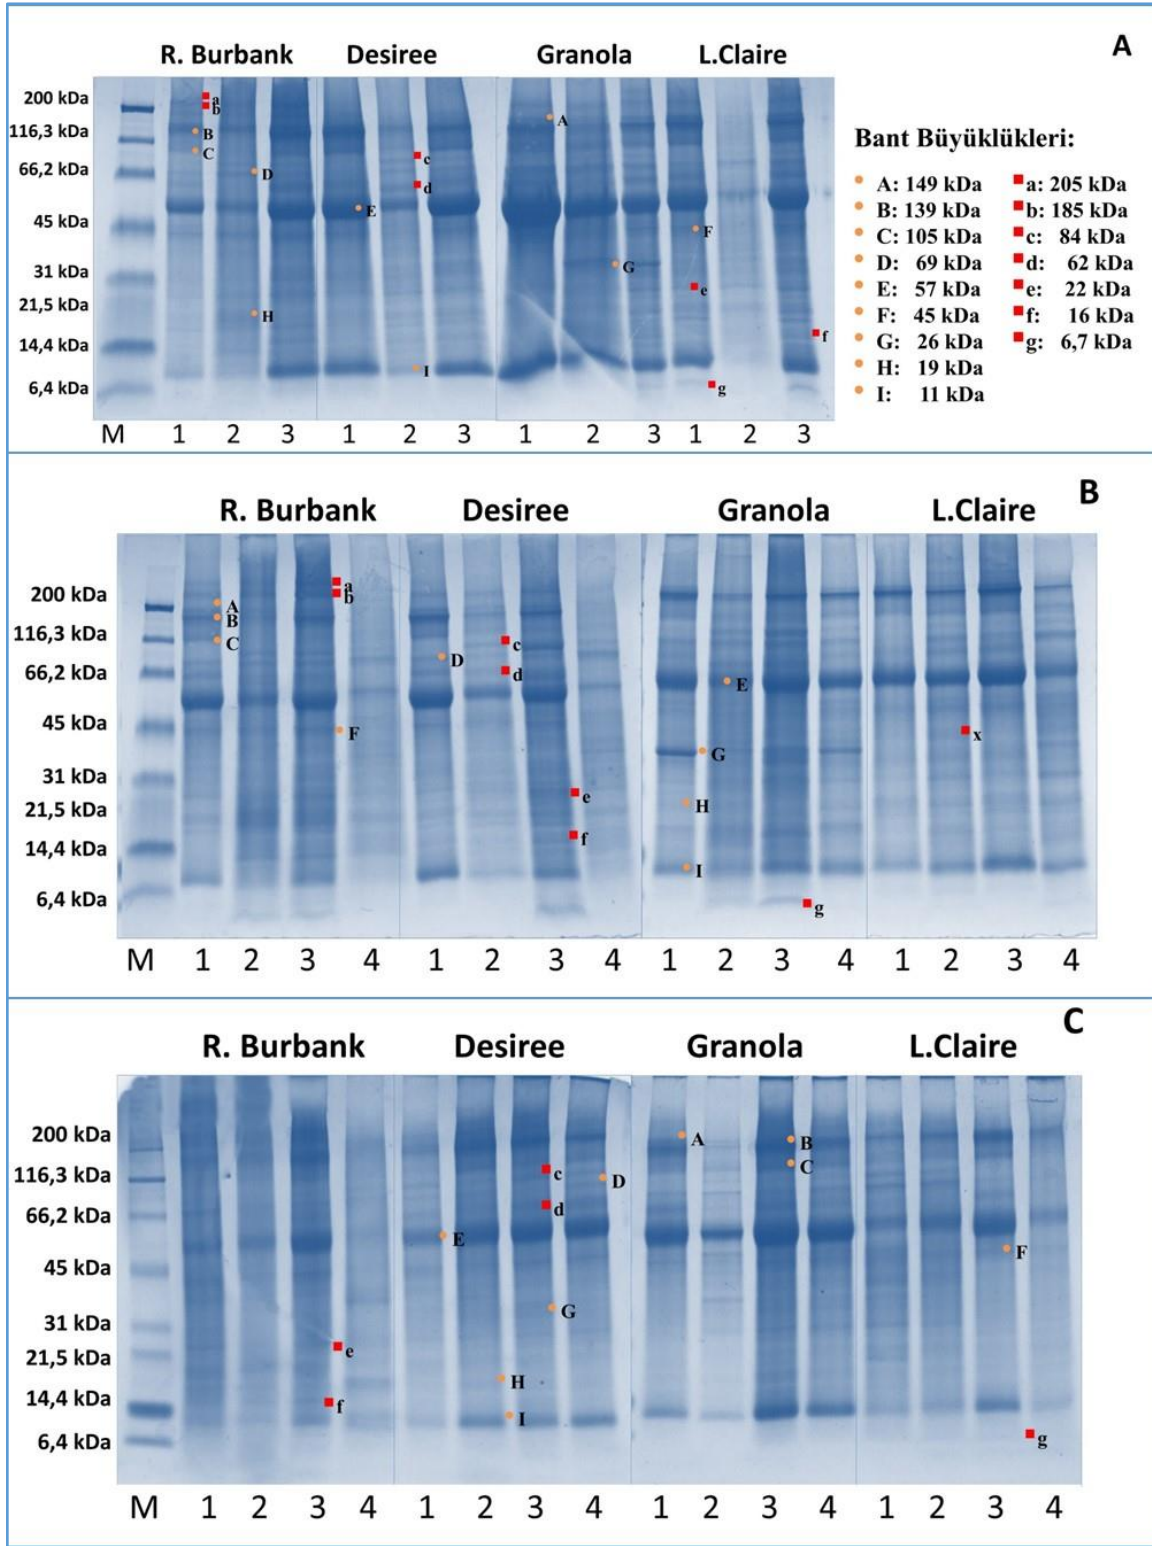 R. Burbank Desiree Granola L.Claire A
200 kDa
116,3 kDa
66,2 kDa
45 kDa
31 kDa
21,5 kDa
14,4 kDa
6,4 kDa
a
b
B
C
D
H
E
c
d
I
A
G
F
e
g
f
M 1 2 3 1 2 3 1 2 3 1 2 3
Bant Büyüklükleri:
A: 149 kDa a: 205 kDa
B: 139 kDa b: 185 kDa
C: 105 kDa c: 84 kDa
D: 69 kDa d: 62 kDa
E: 57 kDa e: 22 kDa
F: 45 kDa f: 16 kDa
G: 26 kDa g: 6,7 kDa
H: 19 kDa
I: 11 kDa
R. Burbank Desiree Granola L.Claire B
200 kDa
116,3 kDa
66,2 kDa
45 kDa
31 kDa
21,5 kDa
14,4 kDa
6,4 kDa
A
B
C
a
b
F
D
c
d
e
f
E
G
H
I
g
x
M 1 2 3 4 1 2 3 4 1 2 3 4 1 2 3 4
R. Burbank Desiree Granola L.Claire C
200 kDa
116,3 kDa
66,2 kDa
45 kDa
31 kDa
21,5 kDa
14,4 kDa
6,4 kDa
e
f
E
c
d
D
G
H
I
A
B
C
F
g
M 1 2 3 4 1 2 3 4 1 2 3 4 1 2 3 4